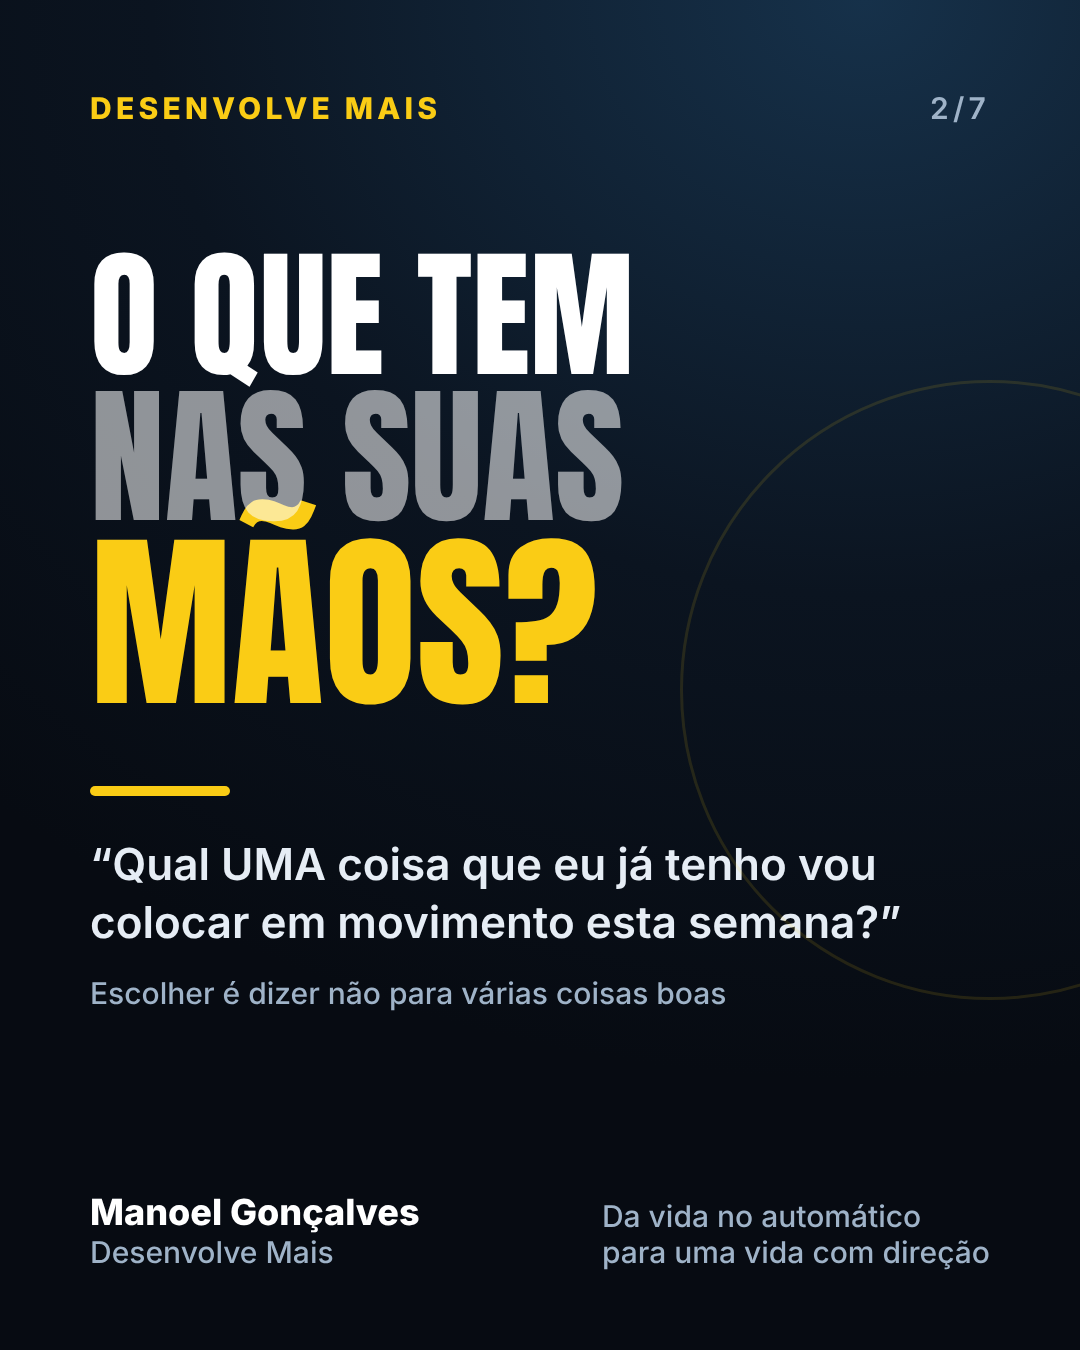 DESENVOLVE MAIS
2/7
O QUE TEM
NAS SUAS
MÃOS?
“Qual UMA coisa que eu já tenho vou
colocar em movimento esta semana?”
Escolher é dizer não para várias coisas boas
Manoel Gonçalves
Desenvolve Mais
Da vida no automático
para uma vida com direção